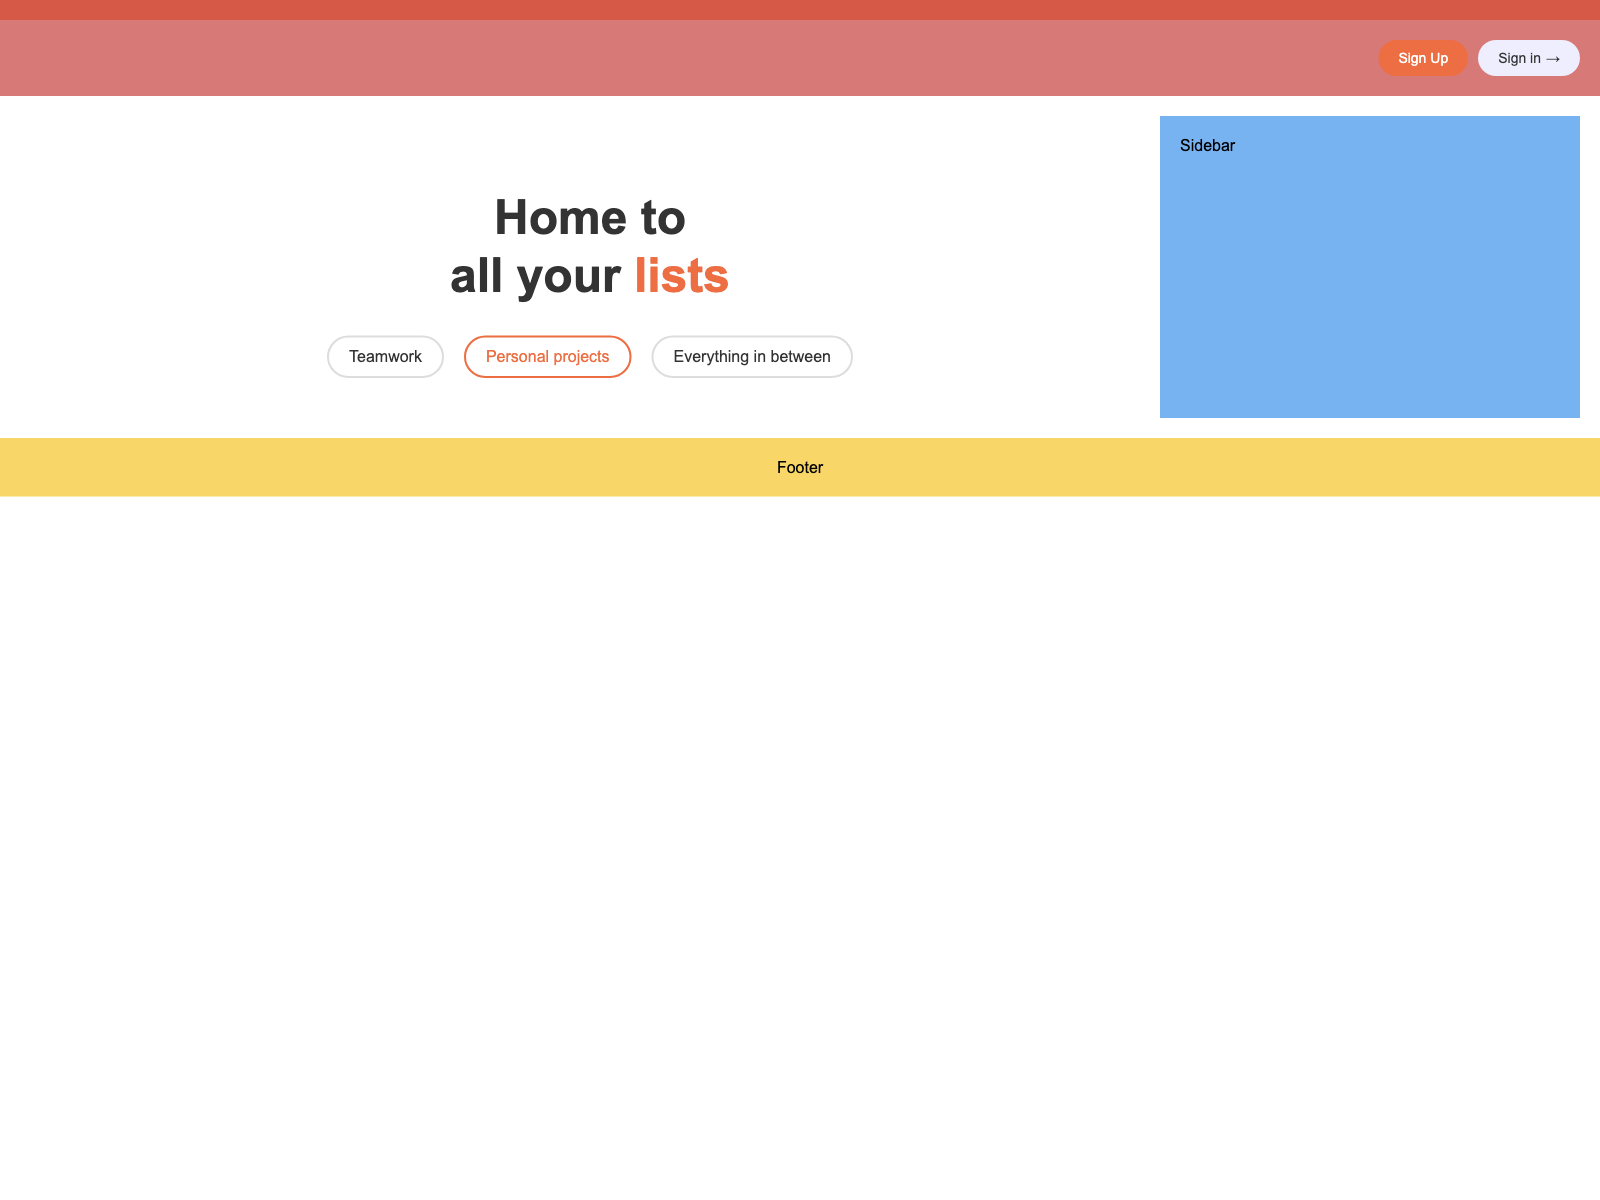 Sign Up
Sign in →
Sidebar
Home to
all your lists
Teamwork
Personal projects
Everything in between
Footer